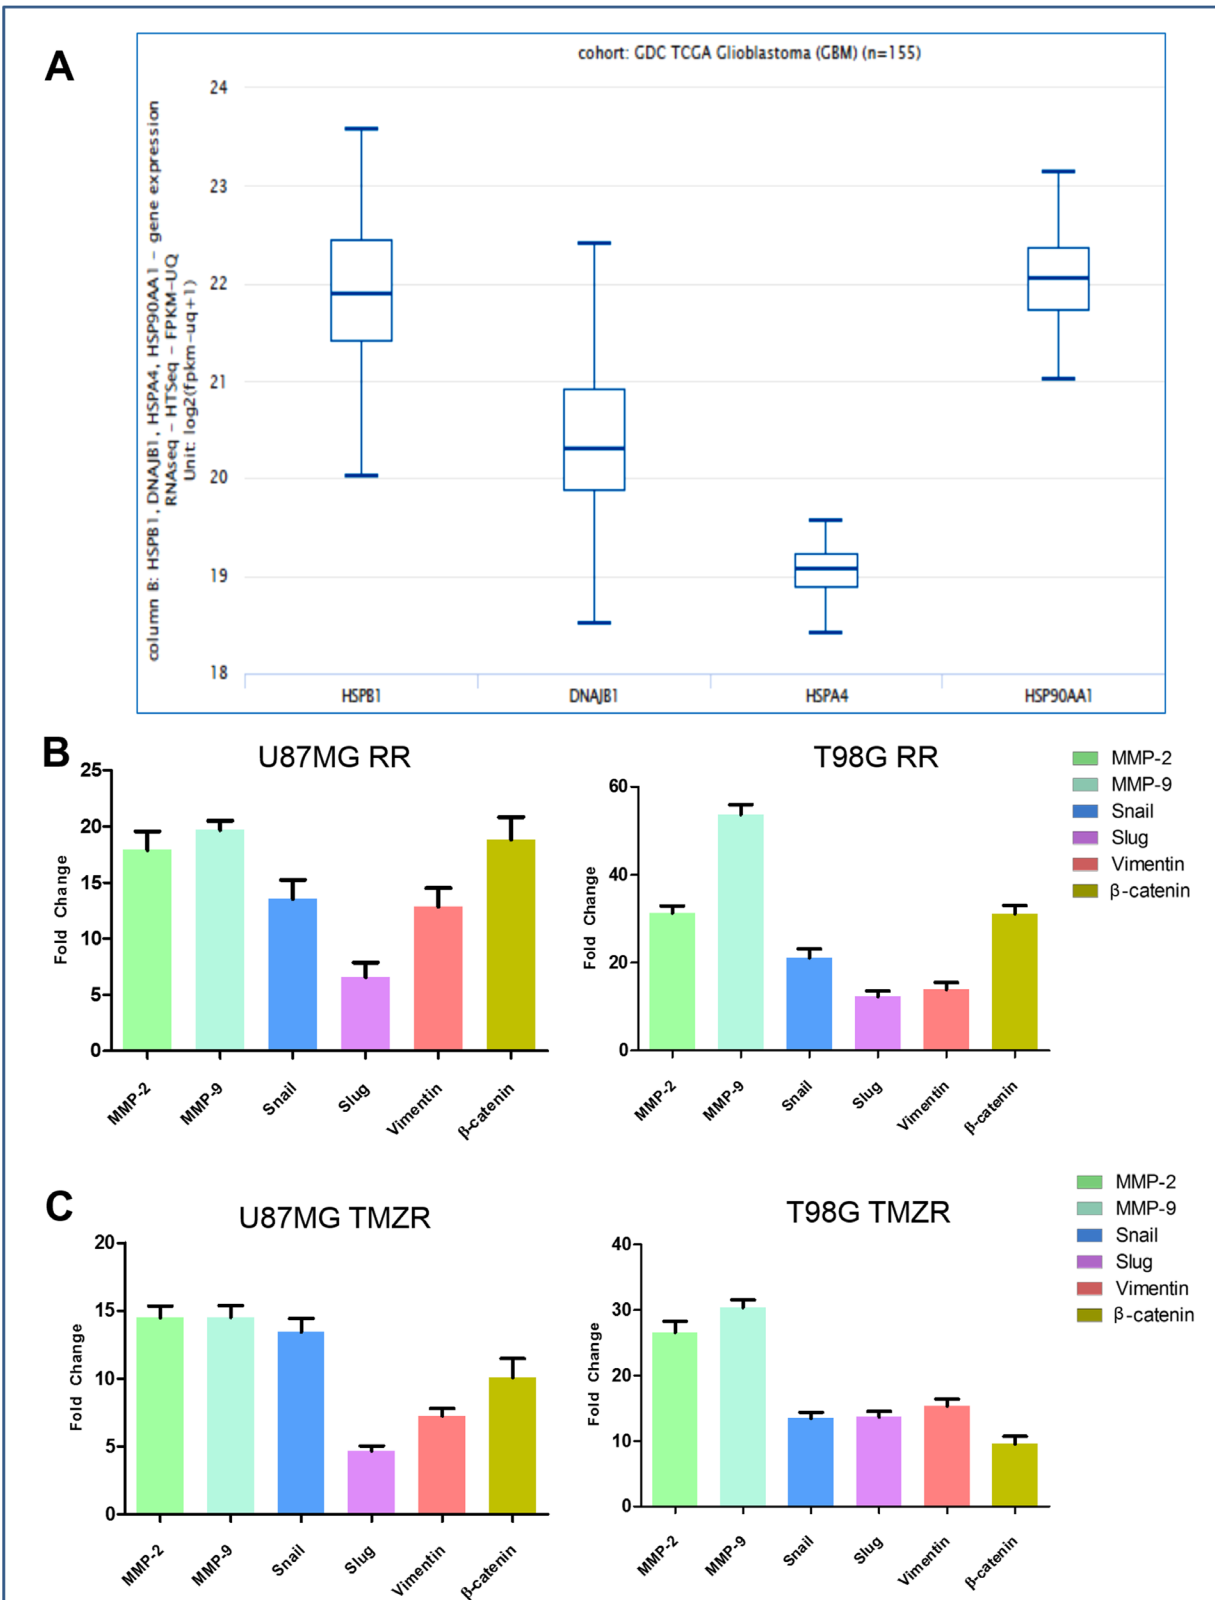 A
cohort: GDC TCGA Glioblastoma (GBM) (n=155)
column B: HSPB1, DNAJB1, HSPA4, HSP90AA1 - gene expression
RNAseq - HTSeq - FPKM-UQ
Unit: log2(fpkm-uq+1)
24
23
22
21
20
19
18
HSPB1
DNAJB1
HSPA4
HSP90AA1
B
U87MG RR
Fold Change
25
20
15
10
5
0
MMP-2
MMP-9
Snail
Slug
Vimentin
β-catenin
T98G RR
Fold Change
60
40
20
0
MMP-2
MMP-9
Snail
Slug
Vimentin
β-catenin
MMP-2
MMP-9
Snail
Slug
Vimentin
β-catenin
C
U87MG TMZR
Fold Change
20
15
10
5
0
MMP-2
MMP-9
Snail
Slug
Vimentin
β-catenin
T98G TMZR
Fold Change
40
30
20
10
0
MMP-2
MMP-9
Snail
Slug
Vimentin
β-catenin
MMP-2
MMP-9
Snail
Slug
Vimentin
β-catenin